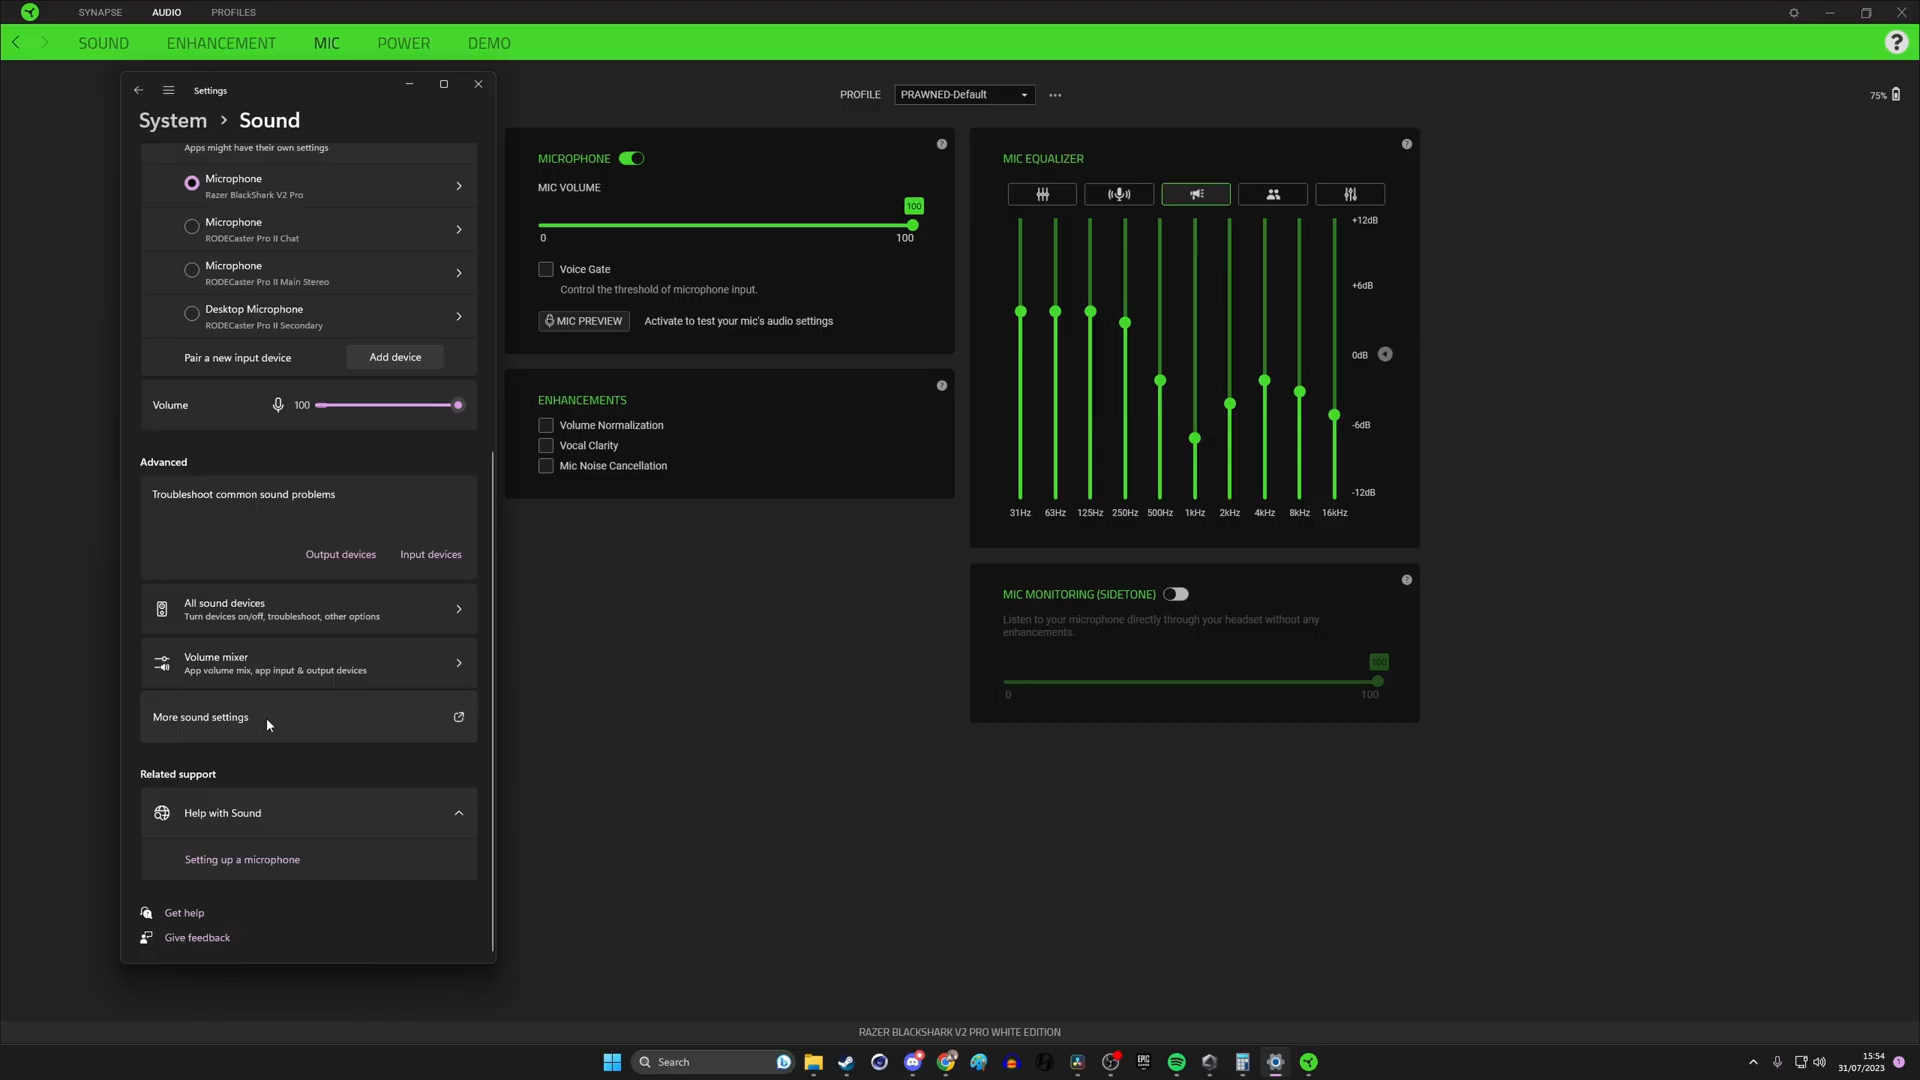 SYNAPSE AUDIO PROFILES
SOUND ENHANCEMENT MIC POWER DEMO
?
Settings
System > Sound
Apps might have their own settings
Microphone
Razer BlackShark V2 Pro
Microphone
RODECaster Pro II Chat
Microphone
RODECaster Pro II Main Stereo
Desktop Microphone
RODECaster Pro II Secondary
Pair a new input device Add device
Volume 100
Advanced
Troubleshoot common sound problems
Output devices Input devices
All sound devices
Turn devices on/off, troubleshoot, other options
Volume mixer
App volume mix, app input & output devices
More sound settings
Related support
Help with Sound
Setting up a microphone
Get help
Give feedback
PROFILE PRAWNED-Default
75%
MICROPHONE
?
MIC VOLUME
100
0 100
Voice Gate
Control the threshold of microphone input.
MIC PREVIEW Activate to test your mic's audio settings
ENHANCEMENTS
?
Volume Normalization
Vocal Clarity
Mic Noise Cancellation
MIC EQUALIZER
?
+12dB
+6dB
0dB
-6dB
-12dB
31Hz 63Hz 125Hz 250Hz 500Hz 1kHz 2kHz 4kHz 8kHz 16kHz
MIC MONITORING (SIDETONE)
?
Listen to your microphone directly through your headset without any
enhancements.
100
0 100
RAZER BLACKSHARK V2 PRO WHITE EDITION
Search
EPIC
15:54
31/07/2023
1